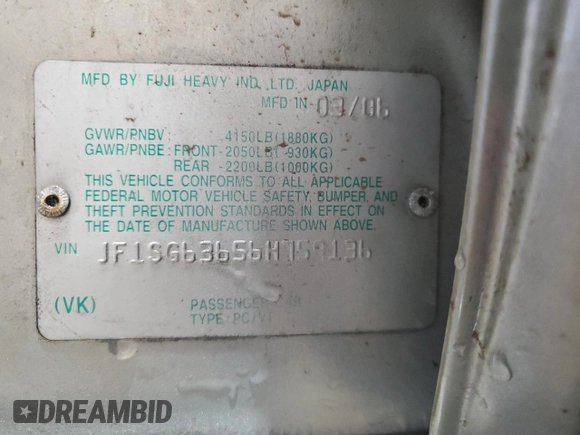 MFD BY FUJI HEAVY IND. LTD. JAPAN
MFD IN 03/06
GVWR/PNBV 4150LB(1880KG)
GAWR/PNBE FRONT-2050LB( 930KG)
REAR -2200LB(1000KG)
THIS VEHICLE CONFORMS TO ALL APPLICABLE
FEDERAL MOTOR VEHICLE SAFETY, BUMPER, AND
THEFT PREVENTION STANDARDS IN EFFECT ON
THE DATE OF MANUFACTURE SHOWN ABOVE.
VIN JF1SG63656H759136
(VK) PASSENGER
TYPE
DREAMBID